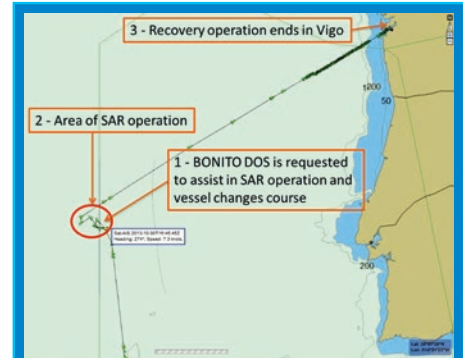 3 - Recovery operation ends in Vigo
200
50
2 - Area of SAR operation
1 - BONITO DOS is requested
to assist in SAR operation and
vessel changes course
200